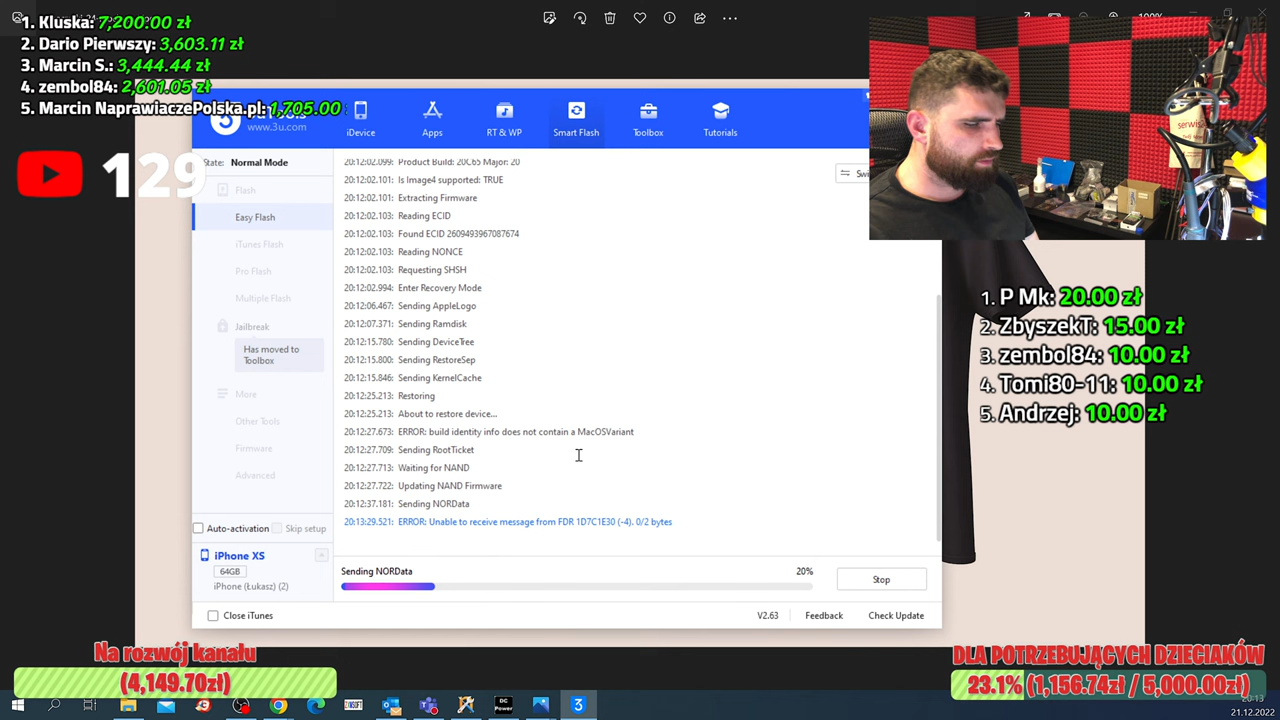 1. Kluska: 7,200.00 zł
2. Dario Pierwszy: 3,603.11 zł
3. Marcin S.: 3,444.44 zł
4. zembol84: 2,601.05 zł
5. Marcin NaprawiaczePolska.pl: 1,705.00
129
100%
www.3u.com
iDevice
Apps
RT & WP
Smart Flash
Toolbox
Tutorials
State: Normal Mode
Flash
Easy Flash
iTunes Flash
Pro Flash
Multiple Flash
Jailbreak
Has moved to
Toolbox
More
Other Tools
Firmware
Advanced
Auto-activation
Skip setup
iPhone XS
64GB
iPhone (Łukasz) (2)
Close iTunes
20:12:02.099: Product Build: 20C65 Major: 20
20:12:02.101: Is Image4 supported: TRUE
20:12:02.101: Extracting Firmware
20:12:02.103: Reading ECID
20:12:02.103: Found ECID 2609493967087674
20:12:02.103: Reading NONCE
20:12:02.103: Requesting SHSH
20:12:02.994: Enter Recovery Mode
20:12:06.467: Sending AppleLogo
20:12:07.371: Sending Ramdisk
20:12:15.780: Sending DeviceTree
20:12:15.800: Sending RestoreSep
20:12:15.846: Sending KernelCache
20:12:25.213: Restoring
20:12:25.213: About to restore device...
20:12:27.673: ERROR: build identity info does not contain a MacOSVariant
20:12:27.709: Sending RootTicket
20:12:27.713: Waiting for NAND
20:12:27.722: Updating NAND Firmware
20:12:37.181: Sending NORData
20:13:29.521: ERROR: Unable to receive message from FDR 1D7C1E30 (-4). 0/2 bytes
Sending NORData
20%
Stop
V2.63
Feedback
Check Update
serwis
1. P Mk: 20.00 zł
2. ZbyszekT: 15.00 zł
3. zembol84: 10.00 zł
4. Tomi80-11: 10.00 zł
5. Andrzej: 10.00 zł
Na rozwój kanału
(4,149.70zł)
DLA POTRZEBUJĄCYCH DZIECIAKÓW
23.1% (1,156.74zł / 5,000.00zł)
DC
Power
3
20:13
21.12.2022